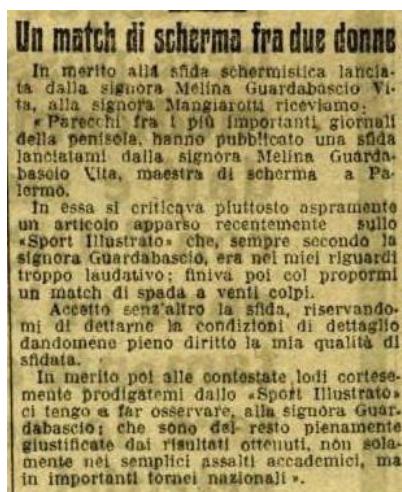 Un match di scherma fra due donne
In merito alla sfida schermistica lancia-
ta dalla signora Melina Guardabascio Vi-
ta, alla signora Mangiarotti riceviamo:
« Parecchi fra i più importanti giornali
della penisola, hanno pubblicato una sfida
lanciatami dalla signora Melina Guarda-
bascio Vita, maestra di scherma a Pa-
lermo.
In essa si criticava piuttosto aspramente
un articolo apparso recentemente sullo
«Sport Illustrato» che, sempre secondo la
signora Guardabascio, era nei miei riguardi
troppo laudativo; finiva poi col propormi
un match di spada a venti colpi.
Accetto senz'altro la sfida, riservando-
mi di dettarne le condizioni di dettaglio
dandomene pieno diritto la mia qualità di
sfidata.
In merito poi alle contestate lodi cortese-
mente prodigatemi dallo «Sport Illustrato»
ci tengo a far osservare, alla signora Guar-
dabascio; che sono del resto pienamente
giustificate dai risultati ottenuti, non sola-
mente nei semplici assalti accademici, ma
in importanti tornei nazionali ».